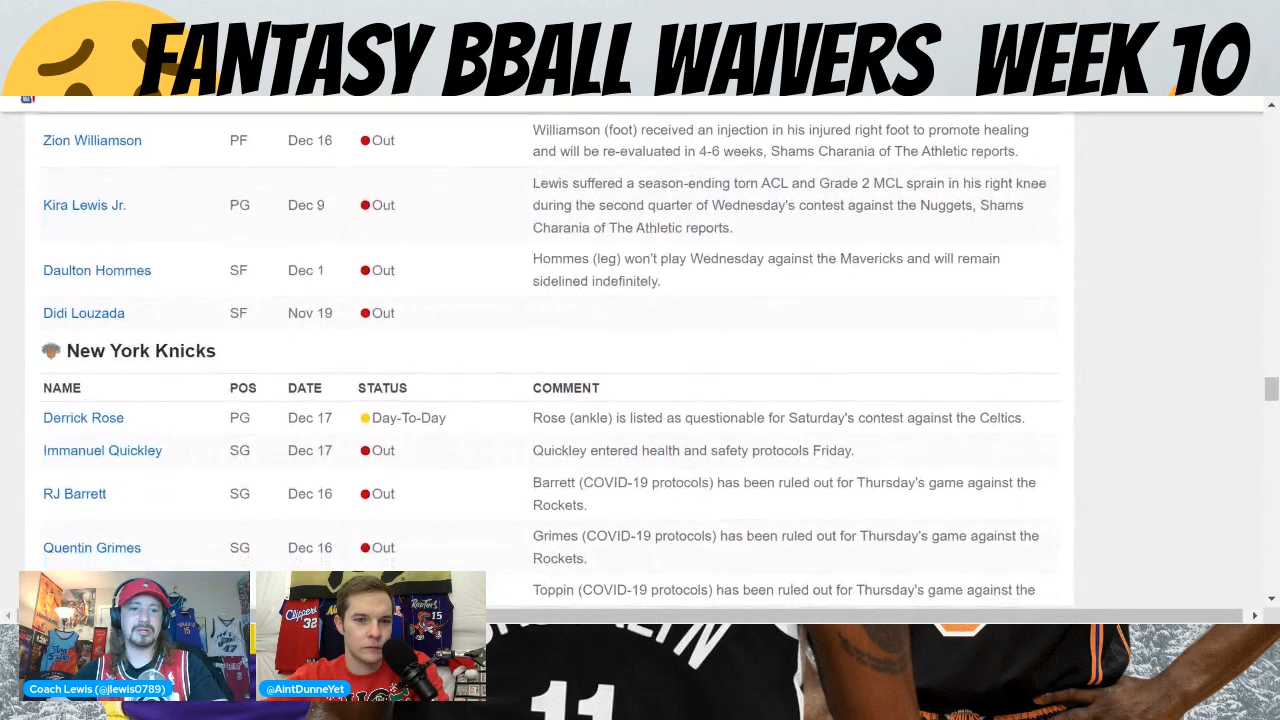 FANTASY BBALL WAIVERS WEEK 10
Zion Williamson PF Dec 16 Out Williamson (foot) received an injection in his injured right foot to promote healing
and will be re-evaluated in 4-6 weeks, Shams Charania of The Athletic reports.
Kira Lewis Jr. PG Dec 9 Out Lewis suffered a season-ending torn ACL and Grade 2 MCL sprain in his right knee
during the second quarter of Wednesday's contest against the Nuggets, Shams
Charania of The Athletic reports.
Daulton Hommes SF Dec 1 Out Hommes (leg) won't play Wednesday against the Mavericks and will remain
sidelined indefinitely.
Didi Louzada SF Nov 19 Out
New York Knicks
NAME POS DATE STATUS COMMENT
Derrick Rose PG Dec 17 Day-To-Day Rose (ankle) is listed as questionable for Saturday's contest against the Celtics.
Immanuel Quickley SG Dec 17 Out Quickley entered health and safety protocols Friday.
RJ Barrett SG Dec 16 Out Barrett (COVID-19 protocols) has been ruled out for Thursday's game against the
Rockets.
Quentin Grimes SG Dec 16 Out Grimes (COVID-19 protocols) has been ruled out for Thursday's game against the
Rockets.
Toppin (COVID-19 protocols) has been ruled out for Thursday's game against the
Clippers
32
RAPTORS
15
15
47
Coach Lewis (@jlewis0789)
@AintDunneYet
BROOKLYN
11